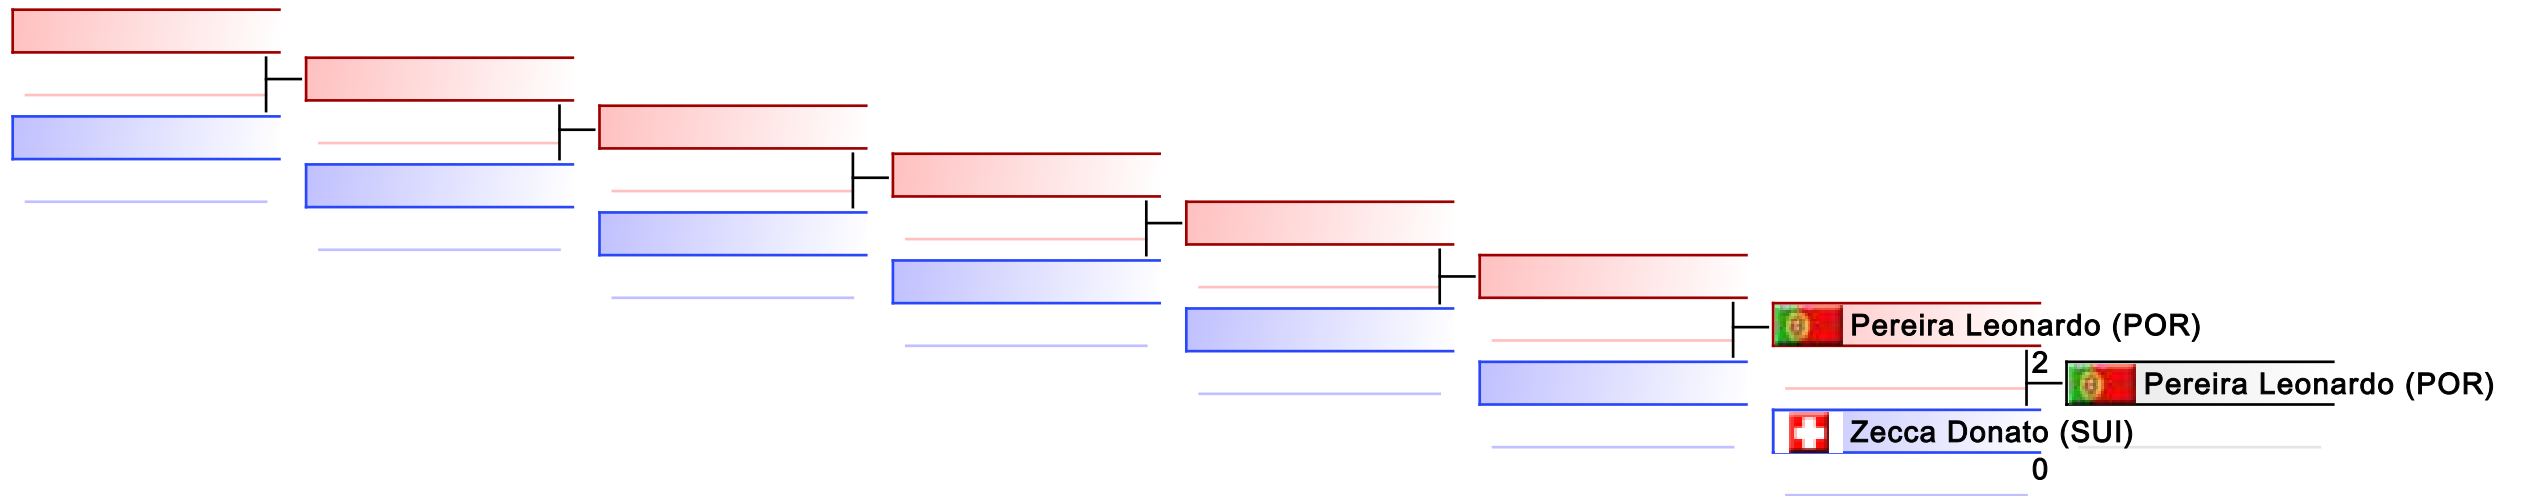 Pereira Leonardo (POR)
2
Pereira Leonardo (POR)
Zecca Donato (SUI)
0